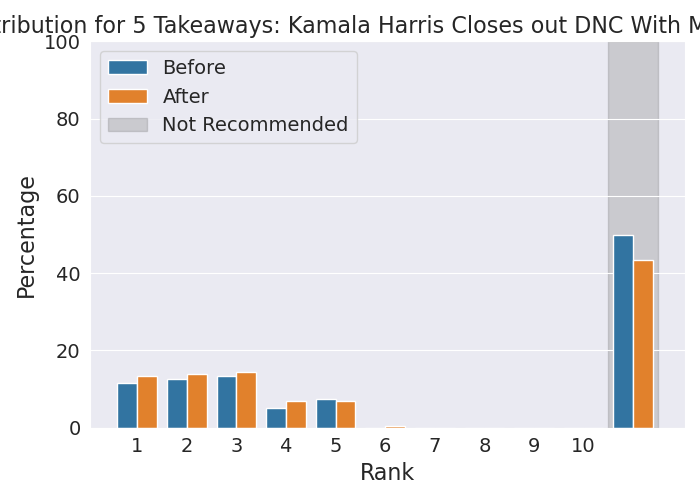 tribution for 5 Takeaways: Kamala Harris Closes out DNC With M
100
80
60
40
20
0
Percentage
Before
After
Not Recommended
1 2 3 4 5 6 7 8 9 10
Rank